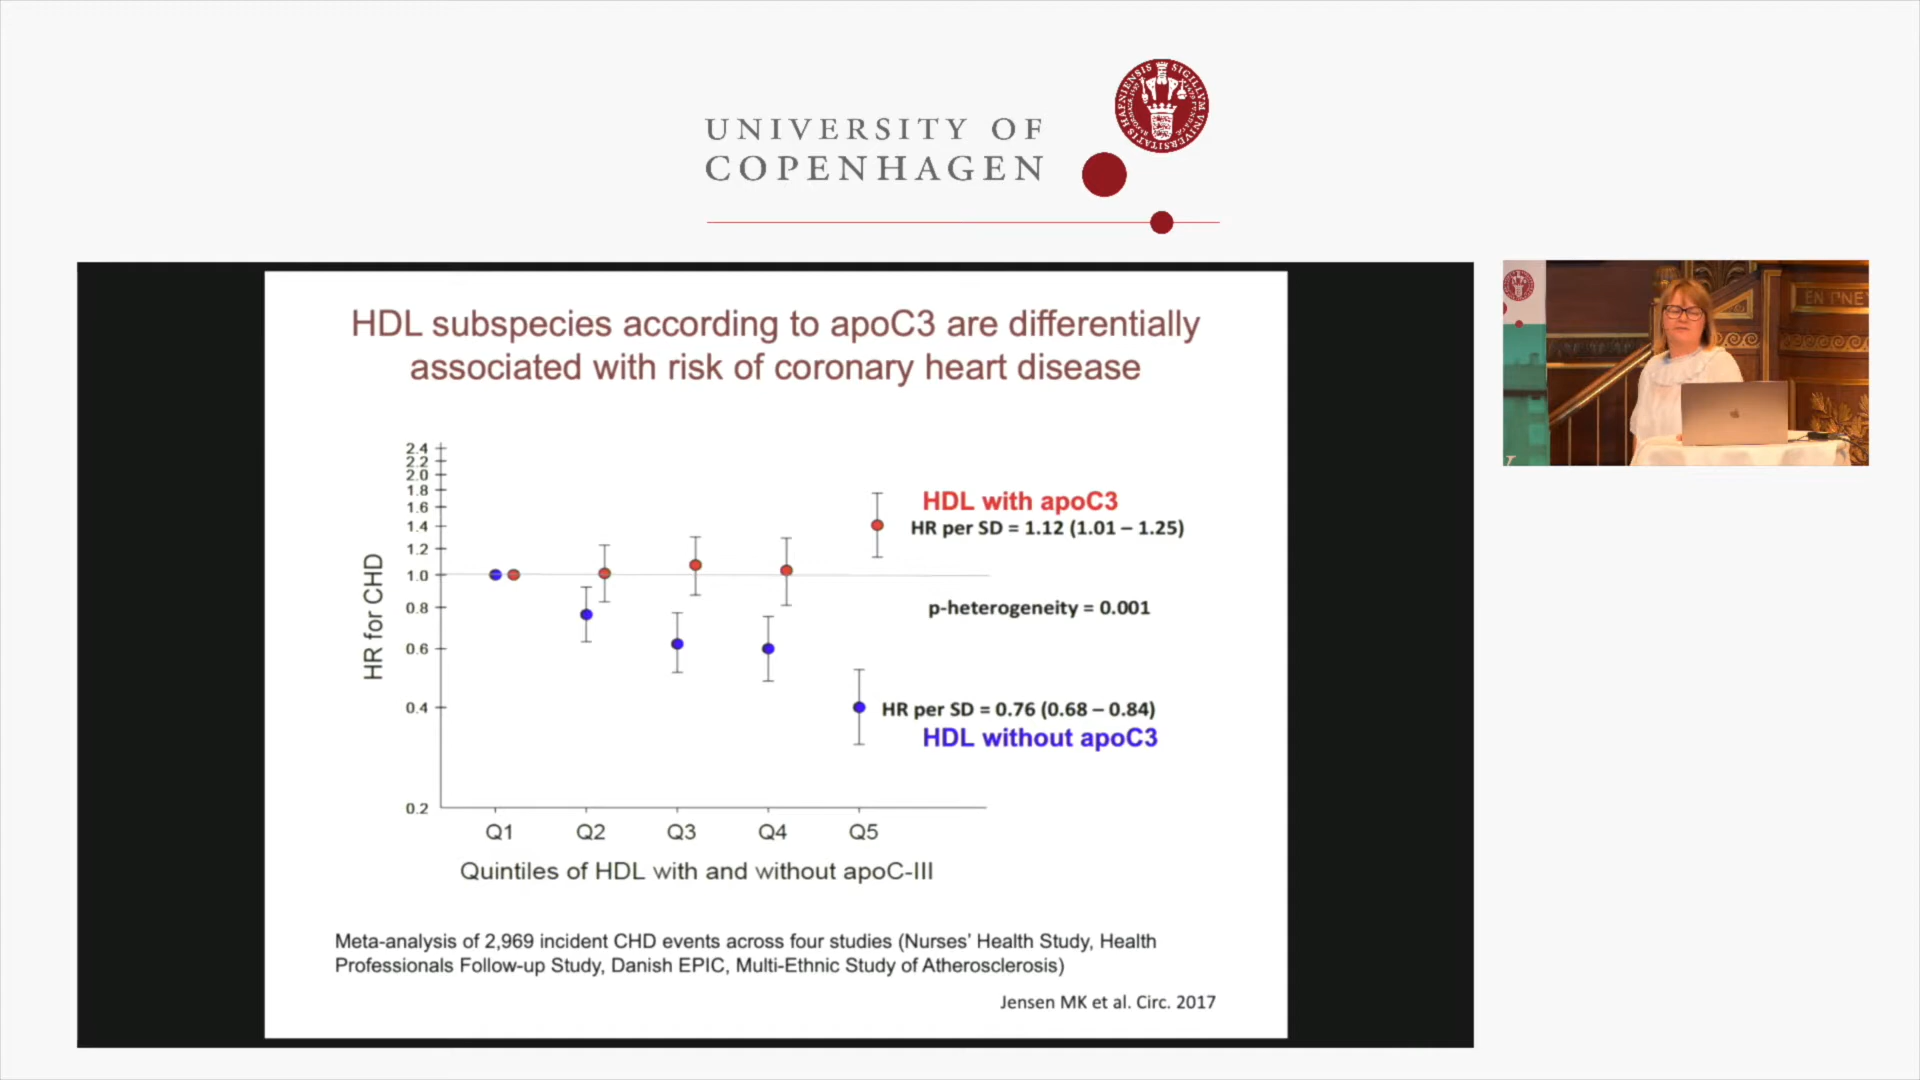 UNIVERSITY OF
COPENHAGEN
HDL subspecies according to apoC3 are differentially
associated with risk of coronary heart disease
2.4
2.2
2.0
1.8
1.6
1.4
1.2
1.0
0.8
0.6
0.4
0.2
HR for CHD
HDL with apoC3
HR per SD = 1.12 (1.01 – 1.25)
p-heterogeneity = 0.001
HR per SD = 0.76 (0.68 – 0.84)
HDL without apoC3
Q1 Q2 Q3 Q4 Q5
Quintiles of HDL with and without apoC-III
Meta-analysis of 2,969 incident CHD events across four studies (Nurses' Health Study, Health
Professionals Follow-up Study, Danish EPIC, Multi-Ethnic Study of Atherosclerosis)
Jensen MK et al. Circ. 2017